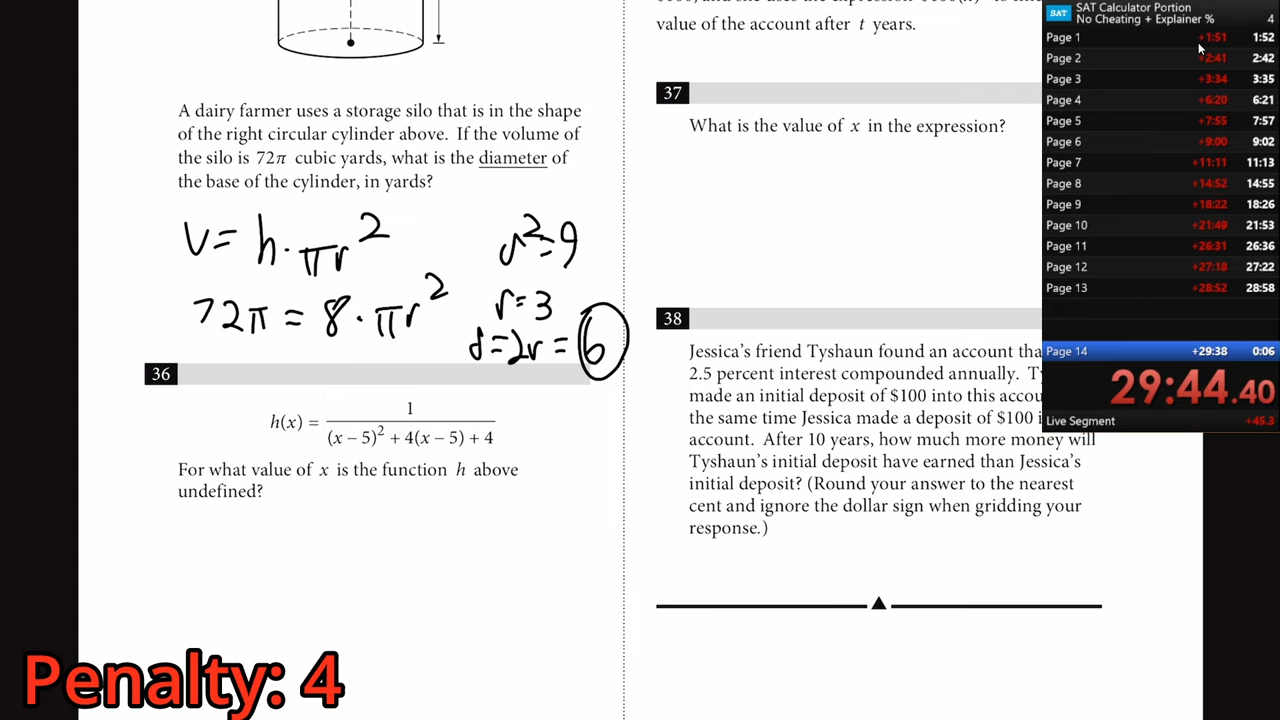 A dairy farmer uses a storage silo that is in the shape
of the right circular cylinder above. If the volume of
the silo is 72π cubic yards, what is the diameter of
the base of the cylinder, in yards?
V = h · πr²
72π = 8 · πr²
r² = 9
r = 3
d = 2r = 6
36
h(x) = 1 / (x – 5)² + 4(x – 5) + 4
For what value of x is the function h above
undefined?
value of the account after t years.
37
What is the value of x in the expression?
38
Jessica’s friend Tyshaun found an account tha
2.5 percent interest compounded annually. Ty
made an initial deposit of $100 into this accou
the same time Jessica made a deposit of $100 i
account. After 10 years, how much more money will
Tyshaun’s initial deposit have earned than Jessica’s
initial deposit? (Round your answer to the nearest
cent and ignore the dollar sign when gridding your
response.)
SAT
SAT Calculator Portion
No Cheating + Explainer % 4
Page 1 +1:51 1:52
Page 2 +2:41 2:42
Page 3 +3:34 3:35
Page 4 +6:20 6:21
Page 5 +7:55 7:57
Page 6 +9:00 9:02
Page 7 +11:11 11:13
Page 8 +14:52 14:55
Page 9 +18:22 18:26
Page 10 +21:49 21:53
Page 11 +26:31 26:36
Page 12 +27:18 27:22
Page 13 +28:52 28:58
Page 14 +29:38 0:06
29:44.40
Live Segment +45.3
Penalty: 4